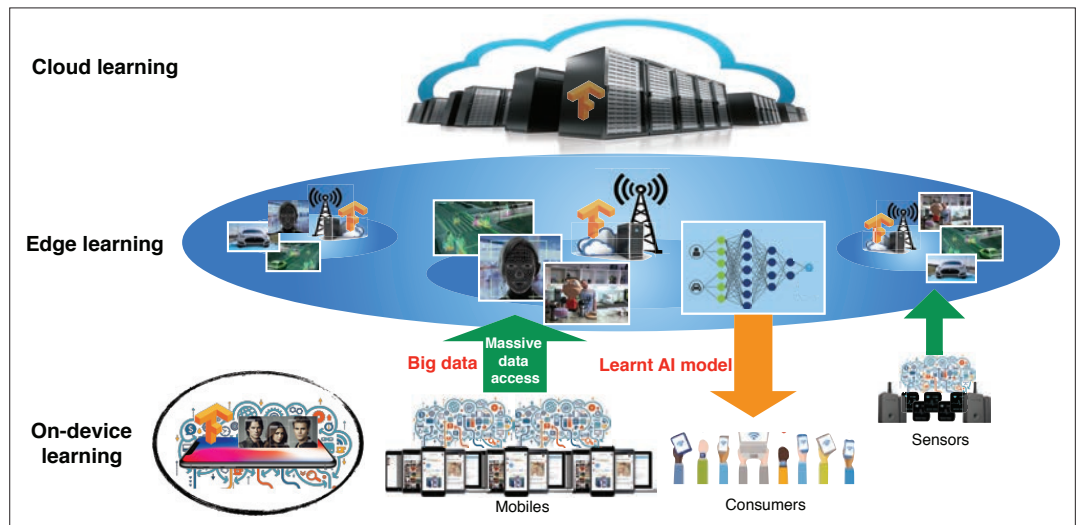 Cloud learning
Edge learning
Big data
Massive
data
access
Learnt AI model
On-device
learning
Mobiles
Consumers
Sensors